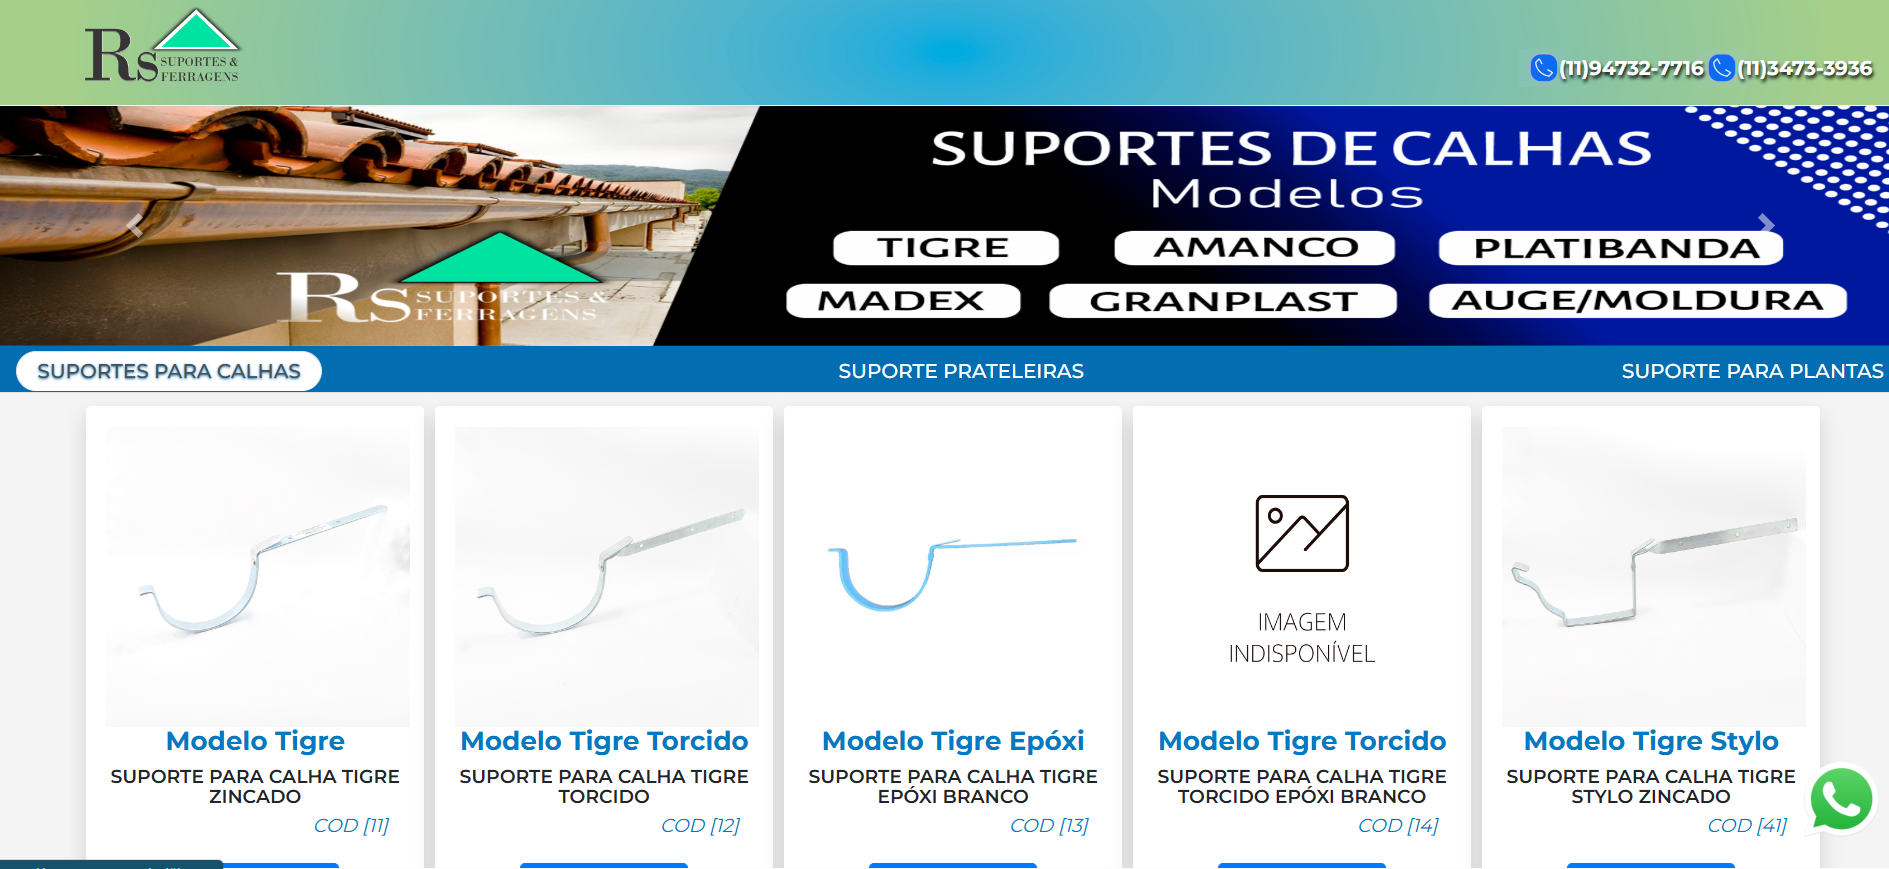 Rs SUPORTES &
FERRAGENS
(11)94732-7716 (11)3473-3936
SUPORTES DE CALHAS
Modelos
TIGRE AMANCO PLATIBANDA
MADEX GRANPLAST AUGE/MOLDURA
Rs SUPORTES &
FERRAGENS
SUPORTES PARA CALHAS SUPORTE PRATELEIRAS SUPORTE PARA PLANTAS
IMAGEM
INDISPONÍVEL
Modelo Tigre
SUPORTE PARA CALHA TIGRE
ZINCADO
COD [11]
Modelo Tigre Torcido
SUPORTE PARA CALHA TIGRE
TORCIDO
COD [12]
Modelo Tigre Epóxi
SUPORTE PARA CALHA TIGRE
EPÓXI BRANCO
COD [13]
Modelo Tigre Torcido
SUPORTE PARA CALHA TIGRE
TORCIDO EPÓXI BRANCO
COD [14]
Modelo Tigre Stylo
SUPORTE PARA CALHA TIGRE
STYLO ZINCADO
COD [41]